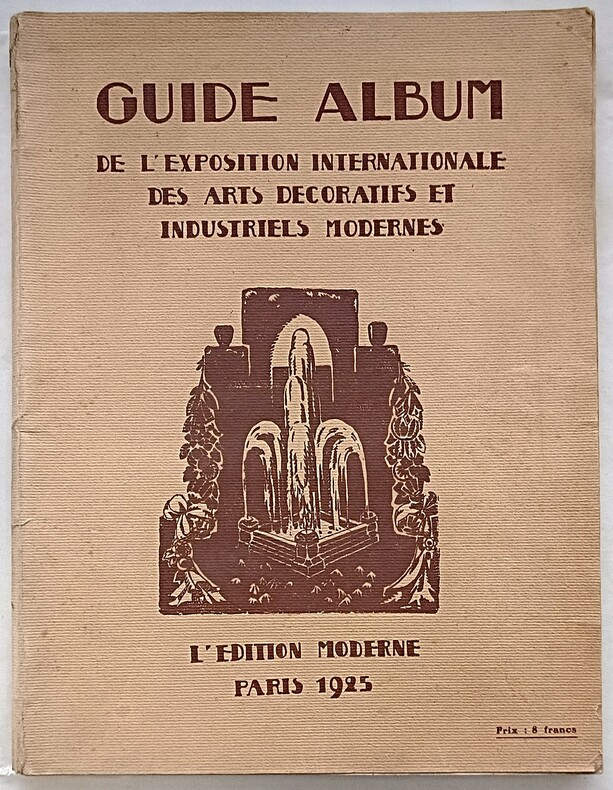 GUIDE ALBUM
DE L'EXPOSITION INTERNATIONALE
DES ARTS DECORATIFS ET
INDUSTRIELS MODERNES
L'EDITION MODERNE
PARIS 1925
Prix : 8 francs